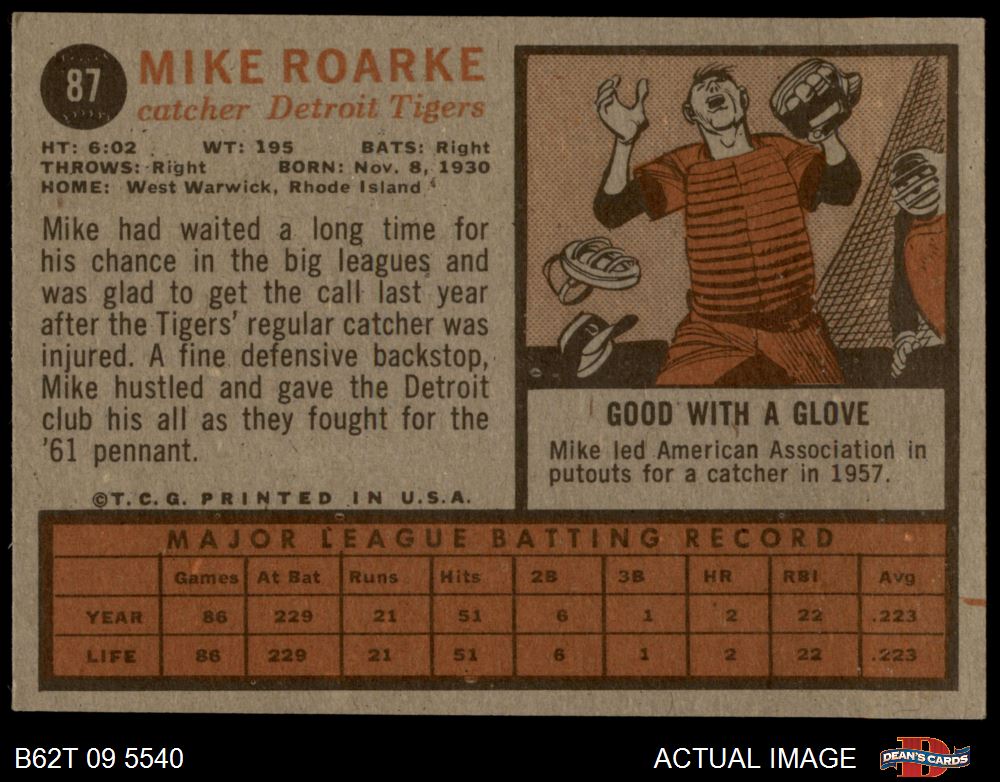 87
MIKE ROARKE
catcher Detroit Tigers
HT: 6:02 WT: 195 BATS: Right
THROWS: Right BORN: Nov. 8, 1930
HOME: West Warwick, Rhode Island
Mike had waited a long time for
his chance in the big leagues and
was glad to get the call last year
after the Tigers' regular catcher was
injured. A fine defensive backstop,
Mike hustled and gave the Detroit
club his all as they fought for the
'61 pennant.
©T.C.G. PRINTED IN U.S.A.
GOOD WITH A GLOVE
Mike led American Association in
putouts for a catcher in 1957.
MAJOR LEAGUE BATTING RECORD
Games At Bat Runs Hits 2B 3B HR RBI Avg
YEAR 86 229 21 51 6 1 2 22 .223
LIFE 86 229 21 51 6 1 2 22 .223
B62T 09 5540
ACTUAL IMAGE
DEAN'S CARDS